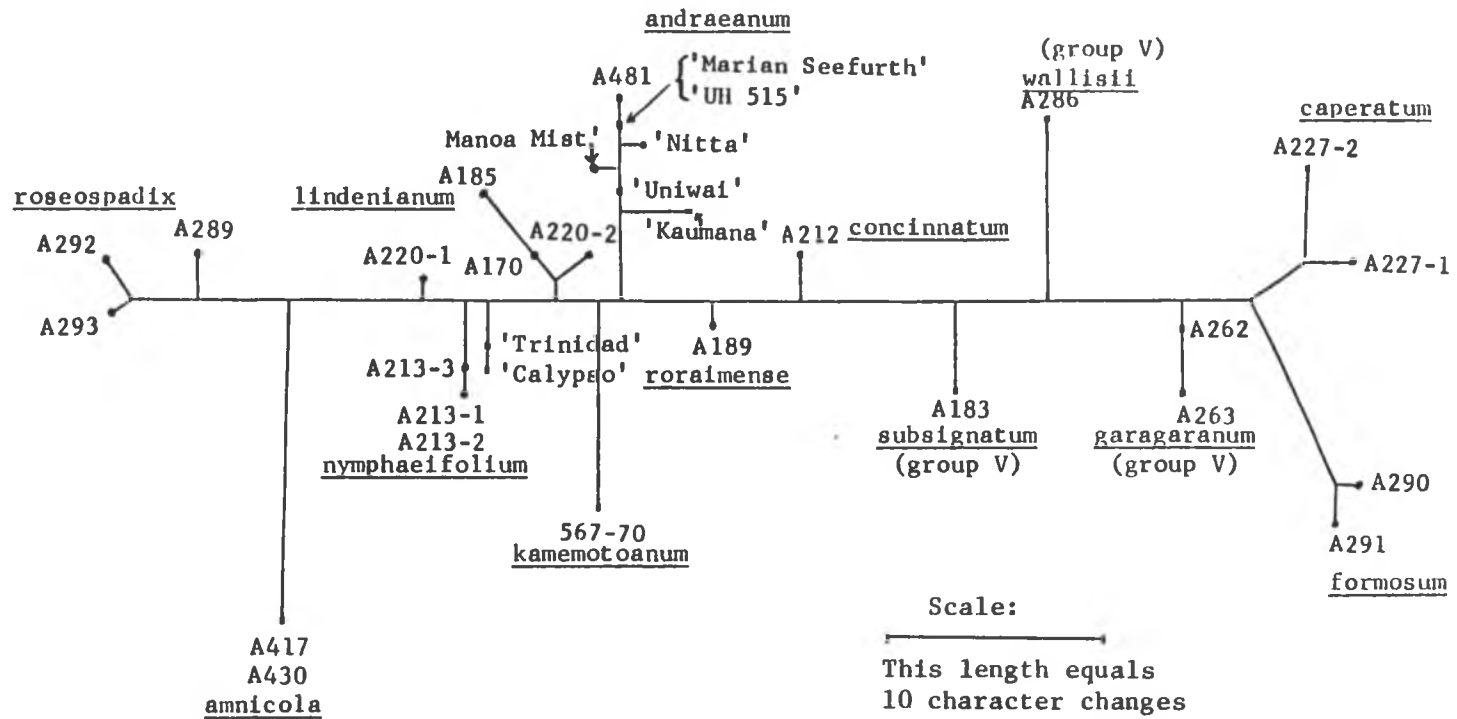 andraeanum
'Marian Seefurth'
'UH 515'
A481
Manoa Mist'
'Nitta'
'Uniwai'
'Kaumana'
(group V)
wallisii
A286
caperatum
A227-2
A227-1
roseospadix
A292
A289
A293
lindenianum
A185
A220-1
A170
A220-2
A212 concinnatum
'Trinidad'
'Calypso'
A213-3
A213-1
A213-2
nymphaeifolium
A189
roraimense
567-70
kamemotoanum
A183
subsignatum
(group V)
A262
A263
garagaranum
(group V)
A290
A291
formosum
A417
A430
amnicola
Scale:
This length equals
10 character changes